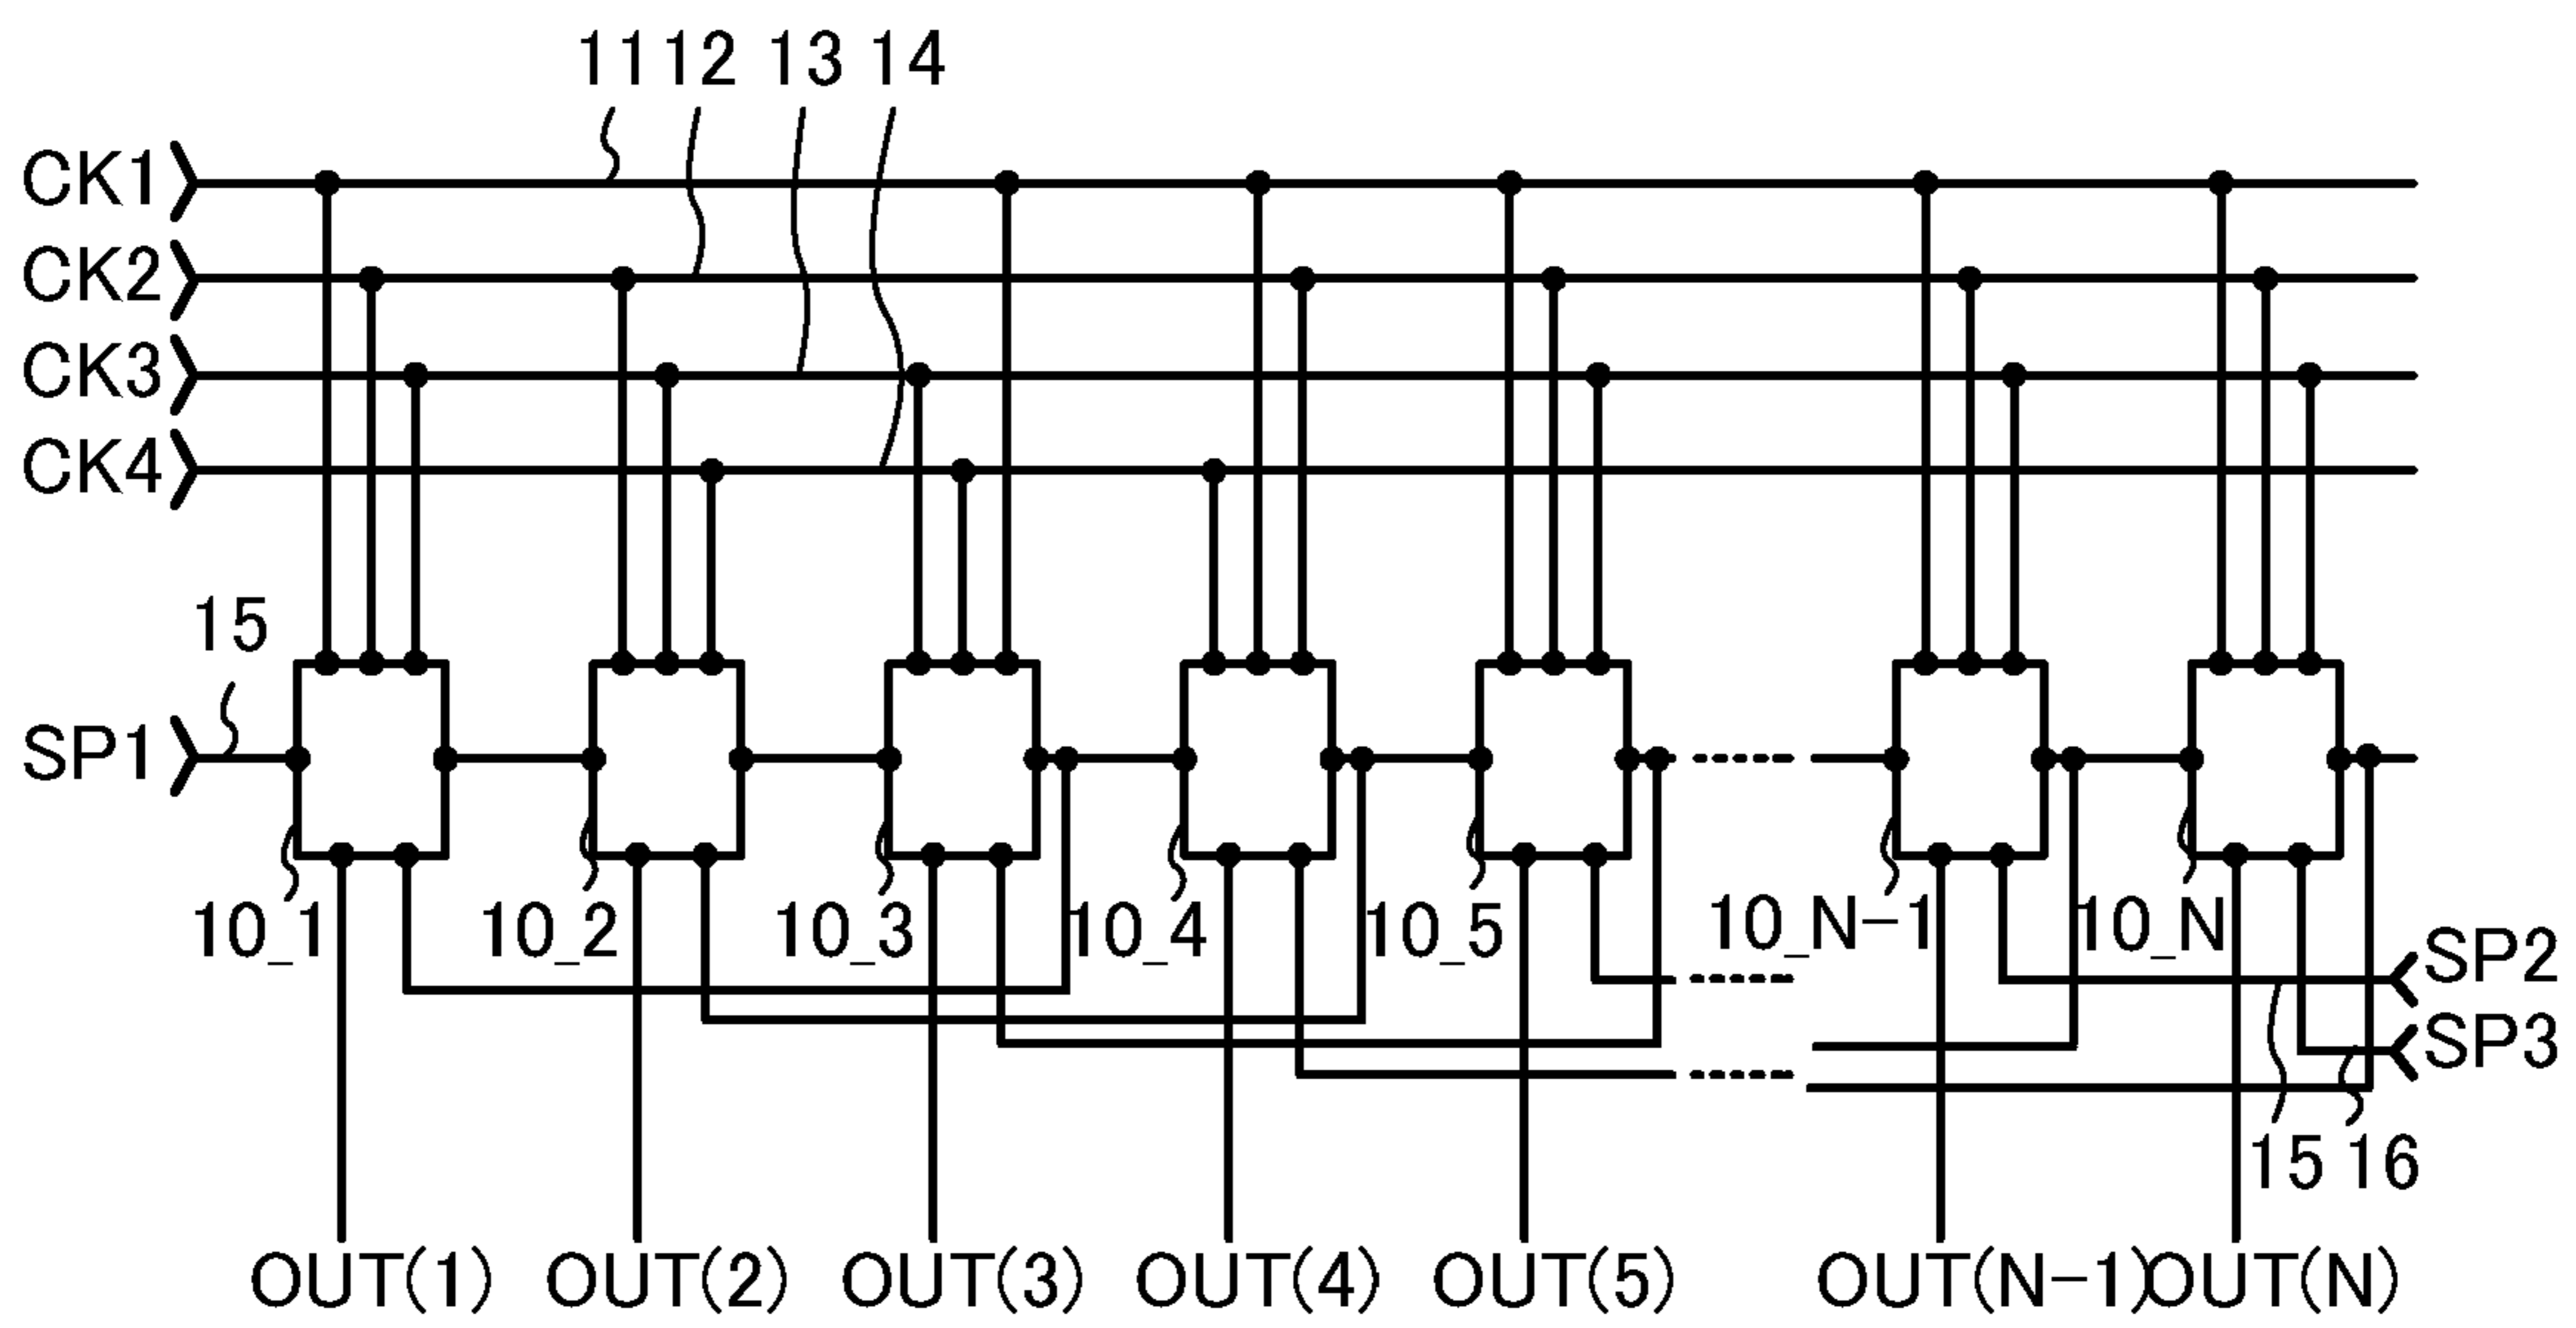 11 12 13 14
CK1
CK2
CK3
CK4
15
SP1
10_1 10_2 10_3 10_4 10_5 10_N-1 10_N
SP2
SP3
15 16
OUT(1) OUT(2) OUT(3) OUT(4) OUT(5) OUT(N-1) OUT(N)